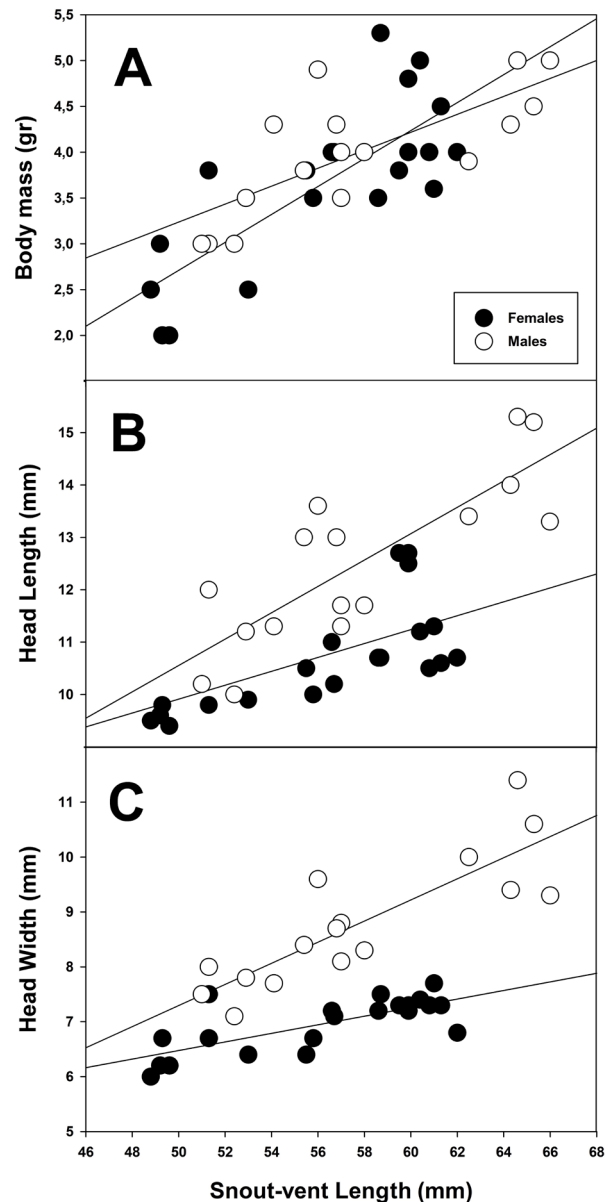 A
Body mass (gr)
5,5
5,0
4,5
4,0
3,5
3,0
2,5
2,0
Females
Males
B
Head Length (mm)
15
14
13
12
11
10
C
Head Width (mm)
11
10
9
8
7
6
5
46 48 50 52 54 56 58 60 62 64 66 68
Snout-vent Length (mm)